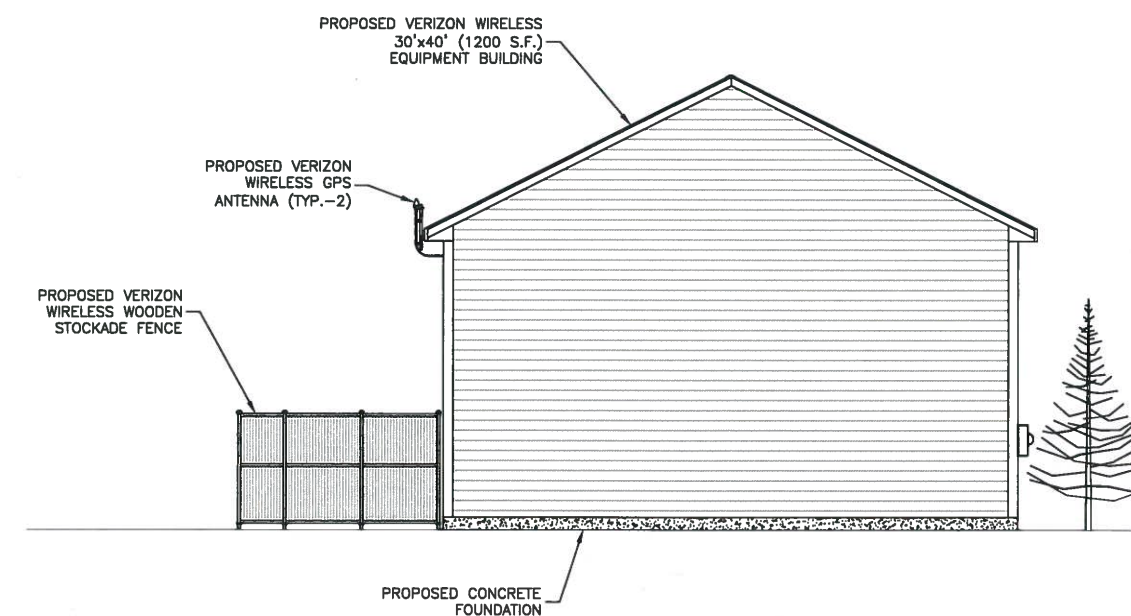 PROPOSED VERIZON WIRELESS
30'x40' (1200 S.F.)
EQUIPMENT BUILDING
PROPOSED VERIZON
WIRELESS GPS
ANTENNA (TYP.-2)
PROPOSED VERIZON
WIRELESS WOODEN
STOCKADE FENCE
PROPOSED CONCRETE
FOUNDATION